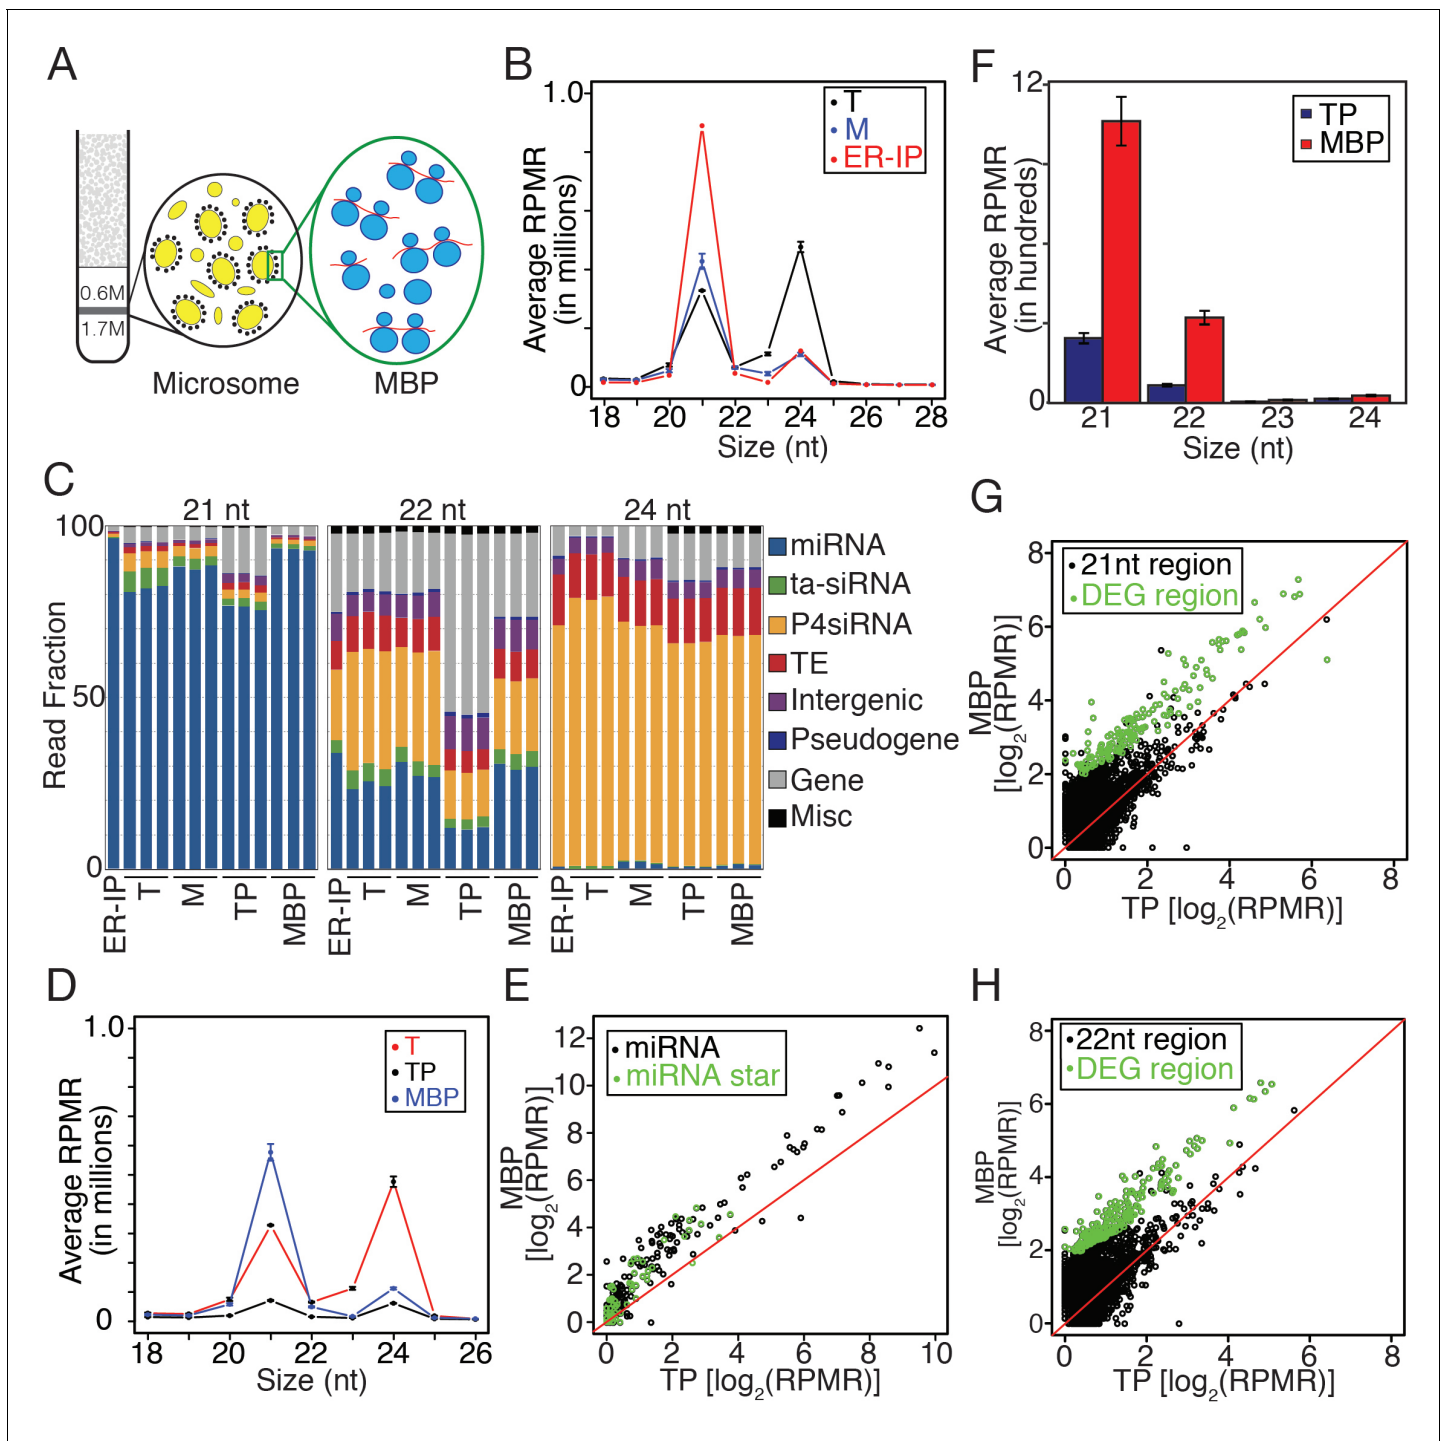 A
0.6M
1.7M
Microsome
MBP
B
Average RPMR
(in millions)
1.0
0
T
M
ER-IP
18 20 22 24 26 28
Size (nt)
F
Average RPMR
(in hundreds)
12
0
TP
MBP
21 22 23 24
Size (nt)
C
Read Fraction
100
50
0
21 nt
22 nt
24 nt
ER-IP T M TP MBP
ER-IP T M TP MBP
ER-IP T M TP MBP
miRNA
ta-siRNA
P4siRNA
TE
Intergenic
Pseudogene
Gene
Misc
G
MBP
[log2(RPMR)]
8
6
4
2
0
21nt region
DEG region
0 2 4 6 8
TP [log2(RPMR)]
D
Average RPMR
(in millions)
1.0
0
T
TP
MBP
18 20 22 24 26
Size (nt)
E
MBP
[log2(RPMR)]
12
10
8
6
4
2
0
miRNA
miRNA star
0 2 4 6 8 10
TP [log2(RPMR)]
H
MBP
[log2(RPMR)]
8
6
4
2
0
22nt region
DEG region
0 2 4 6 8
TP [log2(RPMR)]